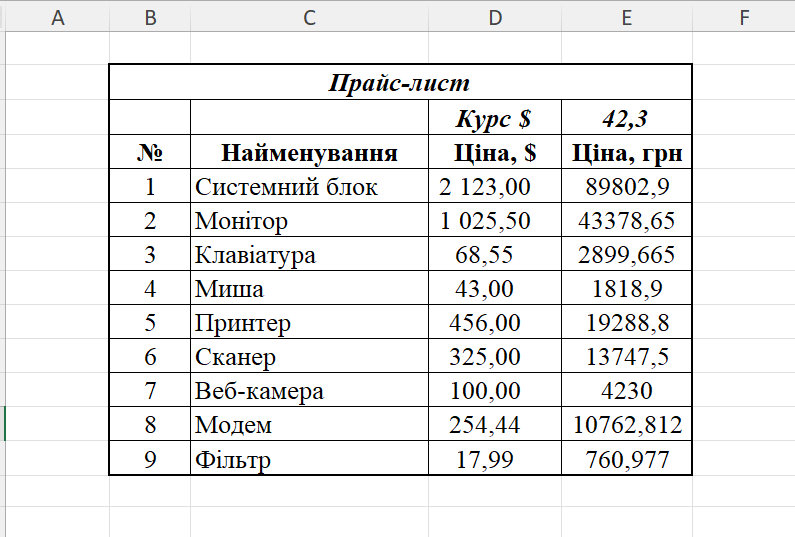 A B C D E F
Прайс-лист
Курс $ 42,3
№ Найменування Ціна, $ Ціна, грн
1 Системний блок 2 123,00 89802,9
2 Монітор 1 025,50 43378,65
3 Клавіатура 68,55 2899,665
4 Миша 43,00 1818,9
5 Принтер 456,00 19288,8
6 Сканер 325,00 13747,5
7 Веб-камера 100,00 4230
8 Модем 254,44 10762,812
9 Фільтр 17,99 760,977